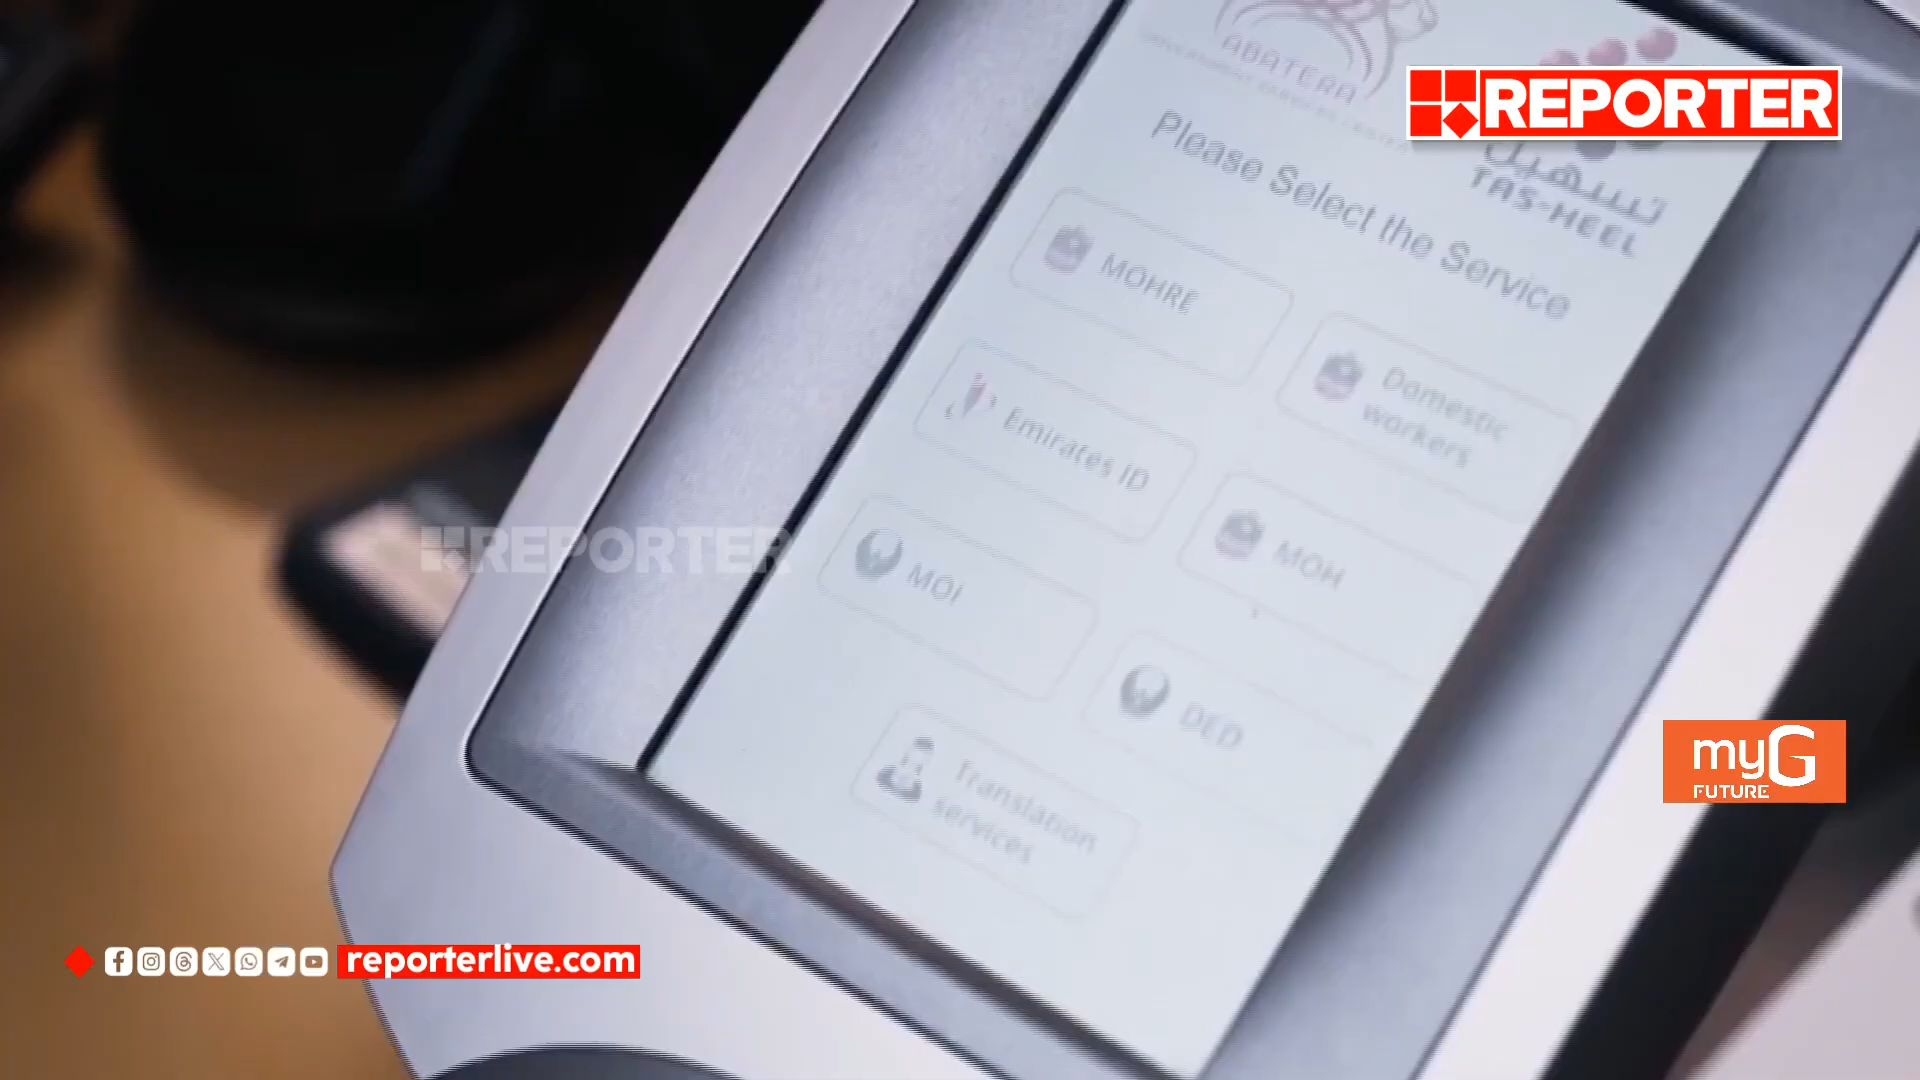 ABATERA
REPORTER
تسهيل
TAS-HEEL
Please Select the Service
MOHRE
Domestic
workers
Emirates ID
MOH
MOI
DED
Translation
services
REPORTER
myG
FUTURE
reporterlive.com